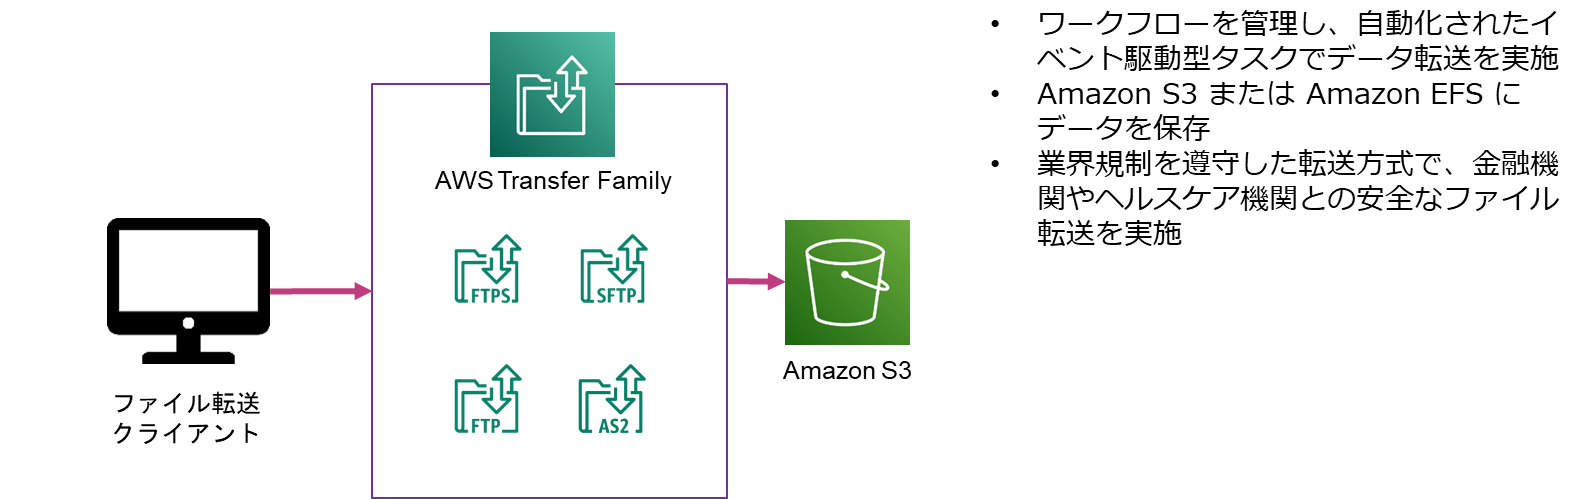 AWS Transfer Family
FTPS
SFTP
FTP
AS2
ファイル転送
クライアント
Amazon S3
• ワークフローを管理し、自動化されたイ
ベント駆動型タスクでデータ転送を実施
• Amazon S3 または Amazon EFS に
データを保存
• 業界規制を遵守した転送方式で、金融機
関やヘルスケア機関との安全なファイル
転送を実施